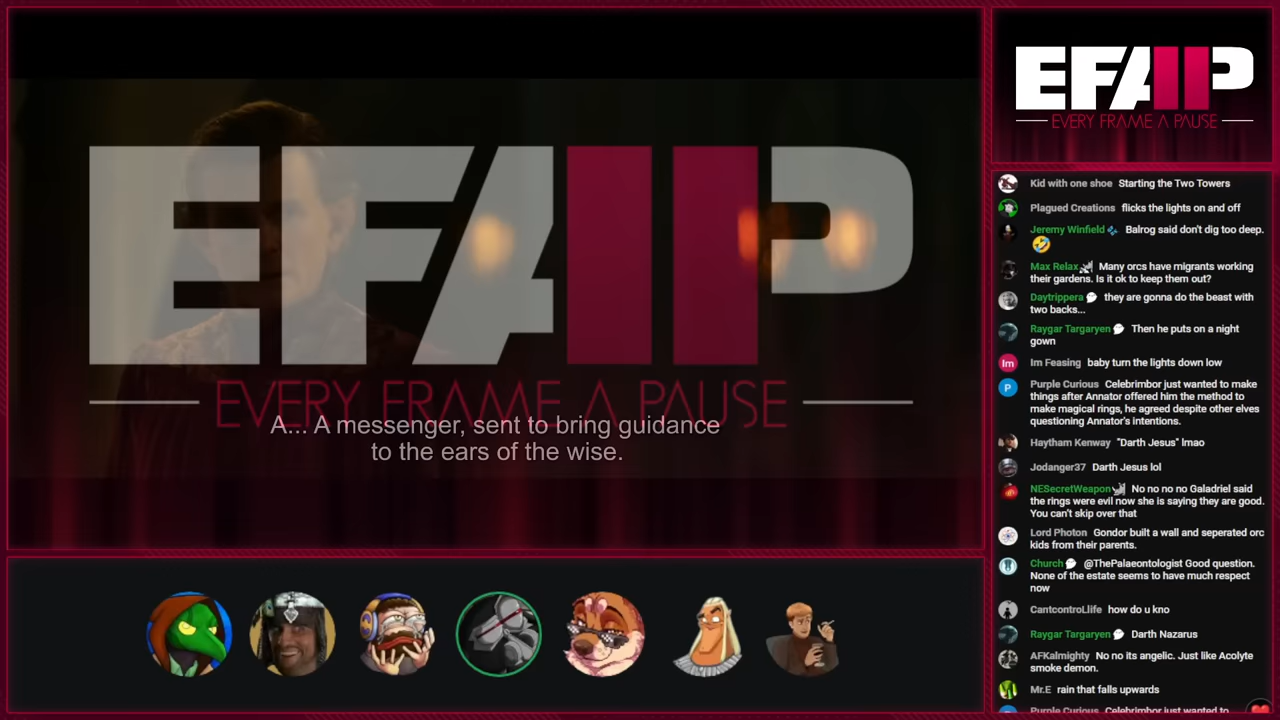 EFAP
EVERY FRAME A PAUSE
A... A messenger, sent to bring guidance
to the ears of the wise.
EFAP
EVERY FRAME A PAUSE
Kid with one shoe Starting the Two Towers
Plagued Creations flicks the lights on and off
Jeremy Winfield Balrog said don't dig too deep.
🤣
Max Relax Many orcs have migrants working
their gardens. Is it ok to keep them out?
Daytrippera they are gonna do the beast with
two backs...
Raygar Targaryen Then he puts on a night
gown
Im
Im Feasing baby turn the lights down low
P
Purple Curious Celebrimbor just wanted to make
things after Annator offered him the method to
make magical rings, he agreed despite other elves
questioning Annator's intentions.
Haytham Kenway "Darth Jesus" lmao
Jodanger37 Darth Jesus lol
NESecretWeapon No no no no Galadriel said
the rings were evil now she is saying they are good.
You can't skip over that
Lord Photon Gondor built a wall and seperated orc
kids from their parents.
Church @ThePalaeontologist Good question.
None of the estate seems to have much respect
now
CantcontroLlife how do u kno
Raygar Targaryen Darth Nazarus
AFKalmighty No no its angelic. Just like Acolyte
smoke demon.
Mr.E rain that falls upwards
Purple Curious Celebrimbor just wanted to